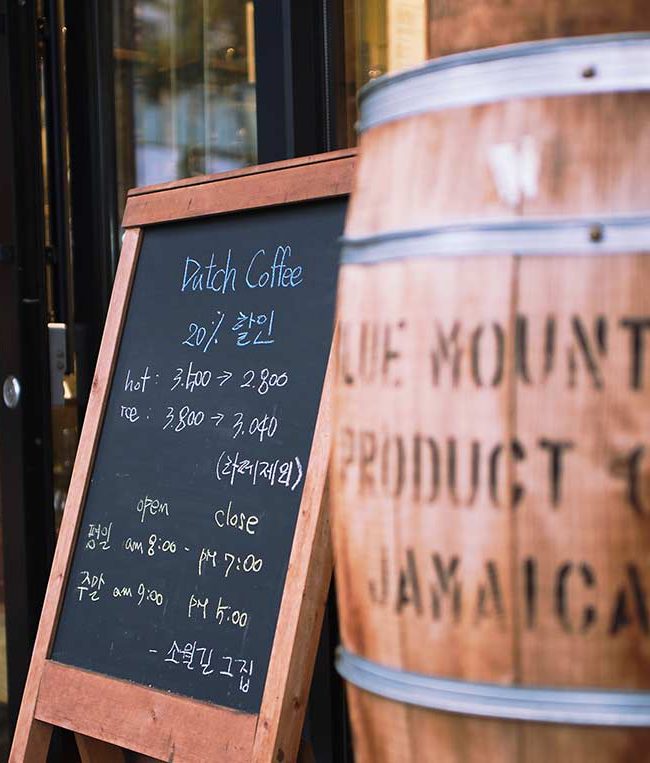 Dutch Coffee
20% 할인
hot : 3.500 → 2.800
ice : 3.800 → 3.040
(라떼제외)
open close
평일 am 8:00 - PM 7:00
주말 am 9:00 PM 5:00
- 소월길 그집
LUE MOUNT
PRODUCT
JAMAICA